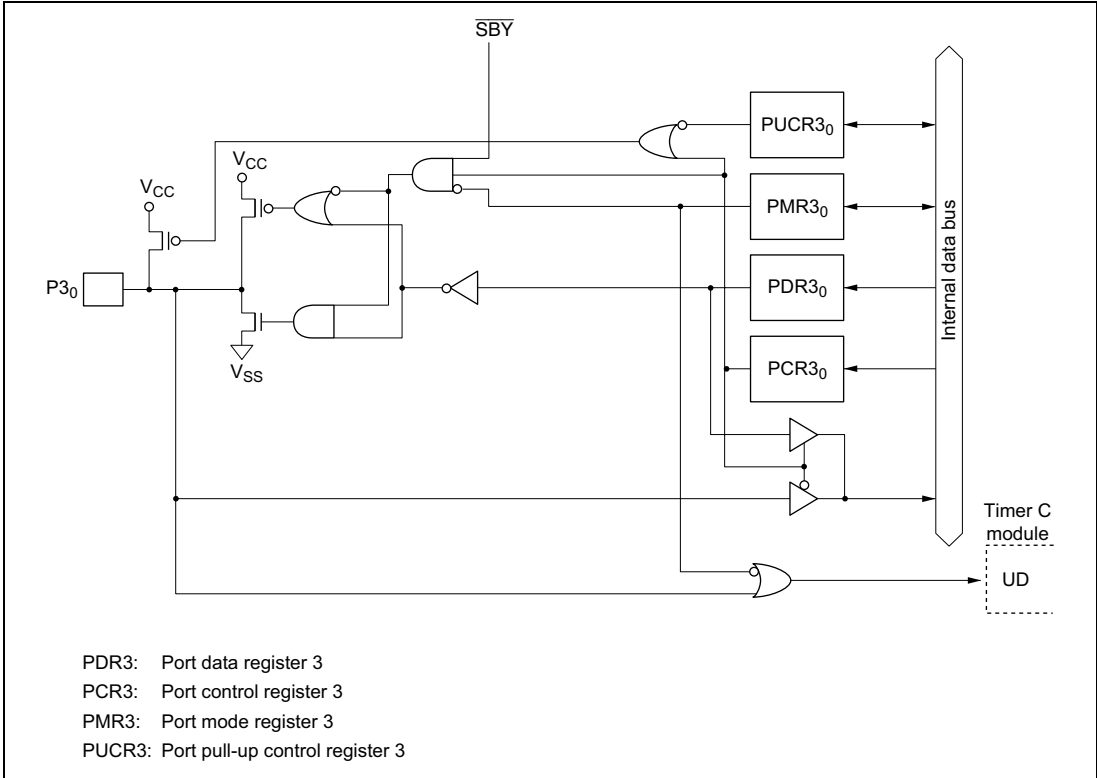 SBY
PUCR3₀
V_CC
V_CC
PMR3₀
P3₀
PDR3₀
Internal data bus
V_SS
PCR3₀
Timer C
module
UD
PDR3: Port data register 3
PCR3: Port control register 3
PMR3: Port mode register 3
PUCR3: Port pull-up control register 3